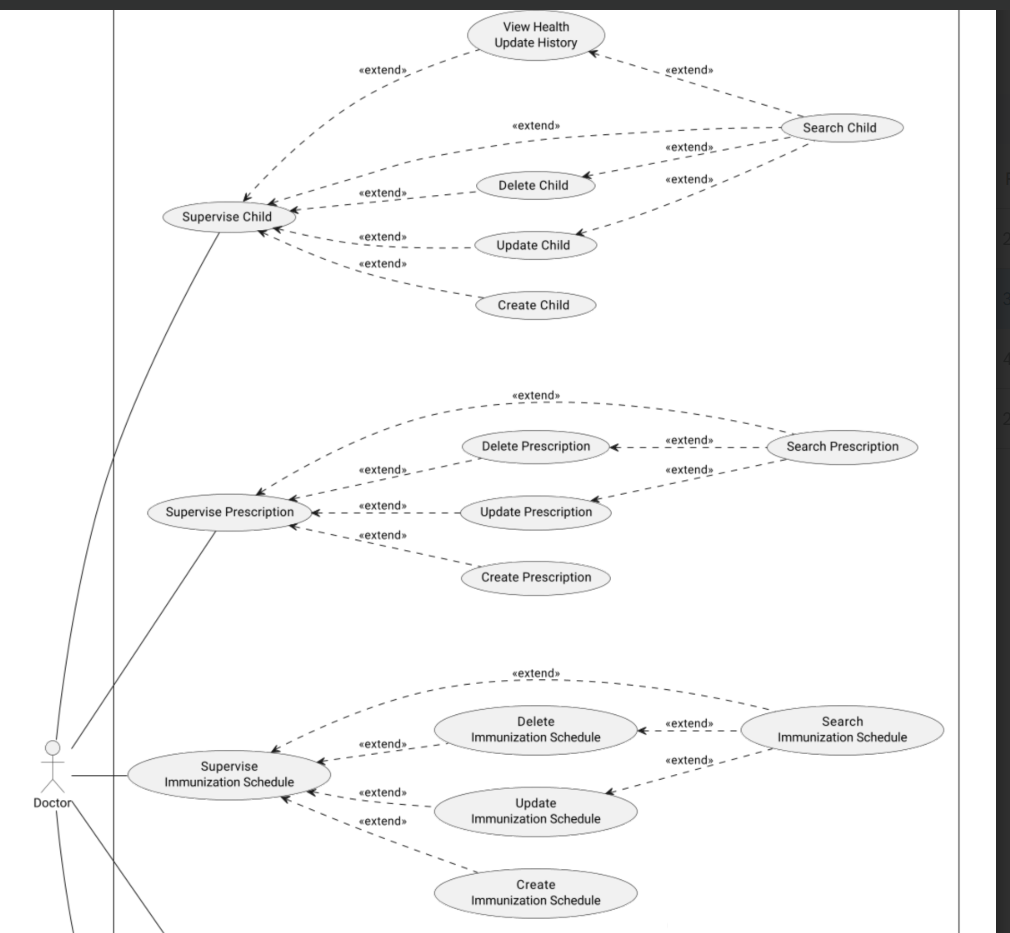 View Health
Update History
«extend»
«extend»
Search Child
«extend»
«extend»
Delete Child
«extend»
«extend»
Supervise Child
«extend»
Update Child
«extend»
Create Child
«extend»
Delete Prescription
«extend»
Search Prescription
«extend»
«extend»
Supervise Prescription
«extend»
Update Prescription
«extend»
Create Prescription
«extend»
Delete
Immunization Schedule
«extend»
Search
Immunization Schedule
«extend»
«extend»
Supervise
Immunization Schedule
«extend»
Update
Immunization Schedule
Doctor
«extend»
Create
Immunization Schedule